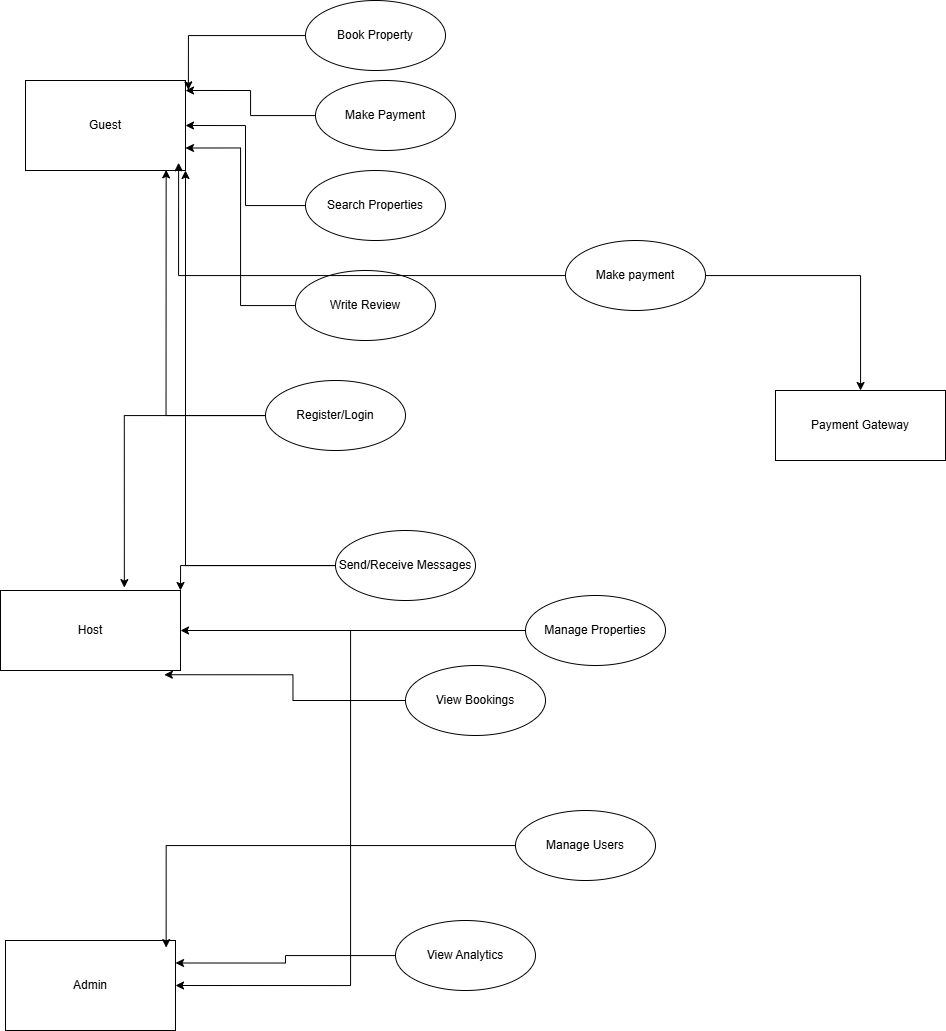 Book Property
Make Payment
Guest
Search Properties
Make payment
Write Review
Register/Login
Payment Gateway
Send/Receive Messages
Host
Manage Properties
View Bookings
Manage Users
View Analytics
Admin